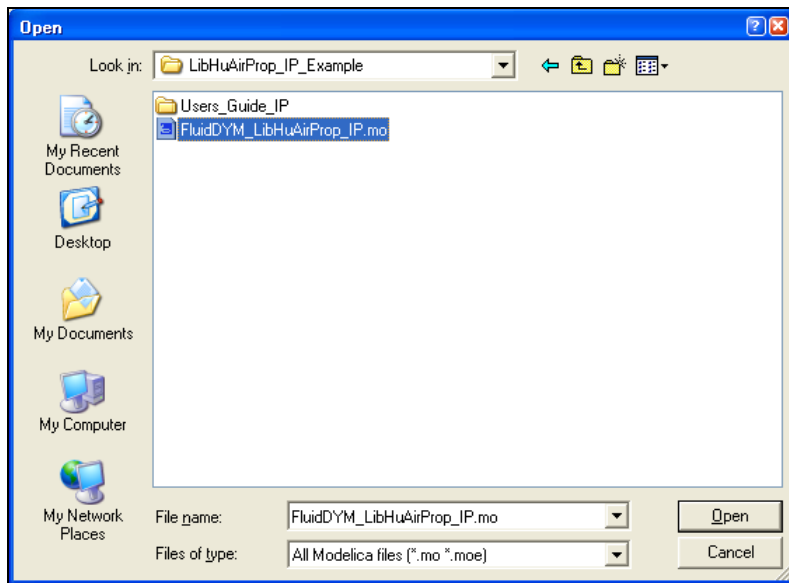 Open
Look in:
LibHuAirProp_IP_Example
Users_Guide_IP
FluidDYM_LibHuAirProp_IP.mo
My Recent
Documents
Desktop
My Documents
My Computer
My Network
Places
File name:
FluidDYM_LibHuAirProp_IP.mo
Open
Files of type:
All Modelica files (*.mo *.moe)
Cancel